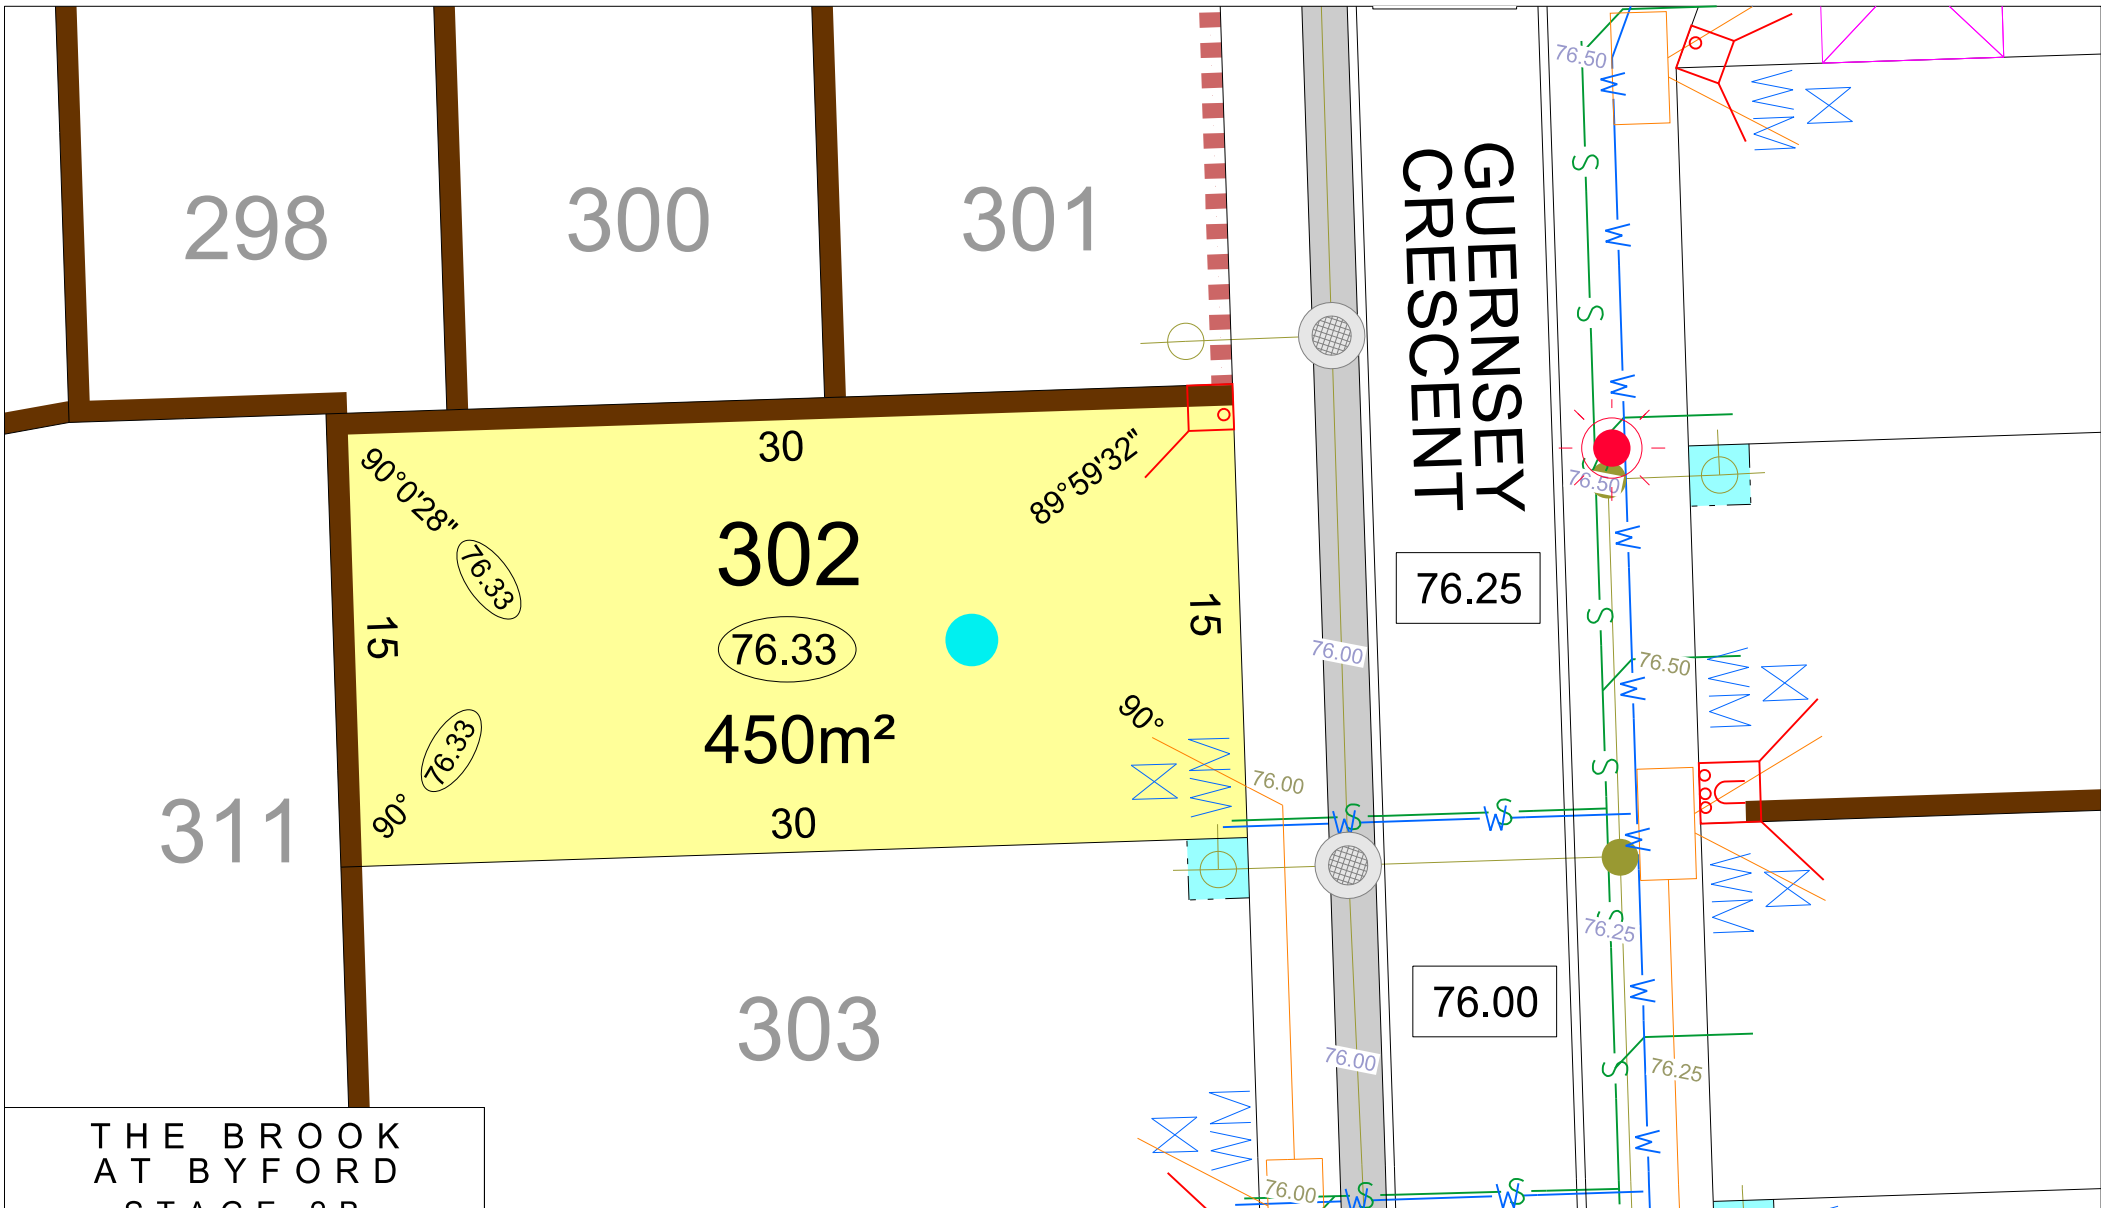 76.50
298
300
301
GUERNSEY
CRESCENT
30
90°0'28"
89°59'32"
302
76.33
76.33
450m²
76.33
15
15
90°
90°
30
76.25
76.50
76.00
76.50
76.00
W
W
W
W
W
W
W
W
S
S
S
S
S
S
S
W
S
W
S
311
303
76.25
76.00
76.00
76.25
76.00
W
S
W
S
THE BROOK
AT BYFORD